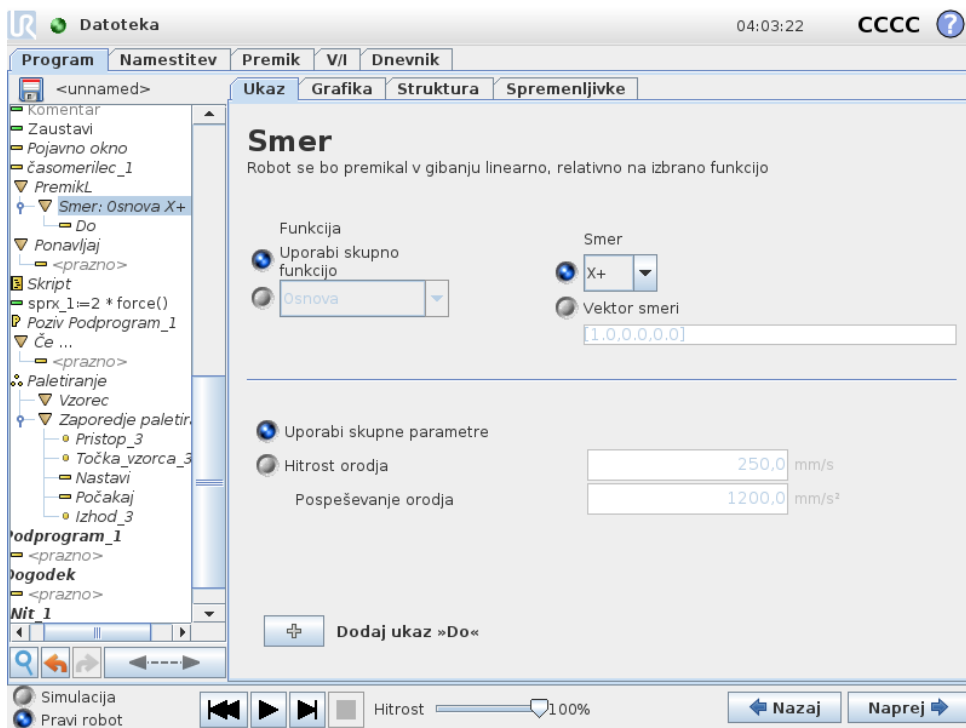 Datoteka 04:03:22 CCCC ?
Program Namestitev Premik V/I Dnevnik
<unnamed>
Ukaz Grafika Struktura Spremenljivke
Komentar
Zaustavi
Pojavno okno
časomerilec_1
PremikL
Smer: Osnova X+
Do
Ponavljaj
<prazno>
Skript
sprx_1:=2 * force()
Poziv Podprogram_1
Če ...
<prazno>
Paletiranje
Vzorec
Zaporedje paletir
Pristop_3
Točka_vzorca_3
Nastavi
Počakaj
Izhod_3
Podprogram_1
<prazno>
Dogodek
<prazno>
Nit_1
Smer
Robot se bo premikal v gibanju linearno, relativno na izbrano funkcijo
Funkcija
Uporabi skupno
funkcijo
Osnova
Smer
X+
Vektor smeri
[1.0,0.0,0.0]
Uporabi skupne parametre
Hitrost orodja 250,0 mm/s
Pospeševanje orodja 1200,0 mm/s²
Dodaj ukaz »Do«
Simulacija
Pravi robot
Hitrost 100%
Nazaj Naprej